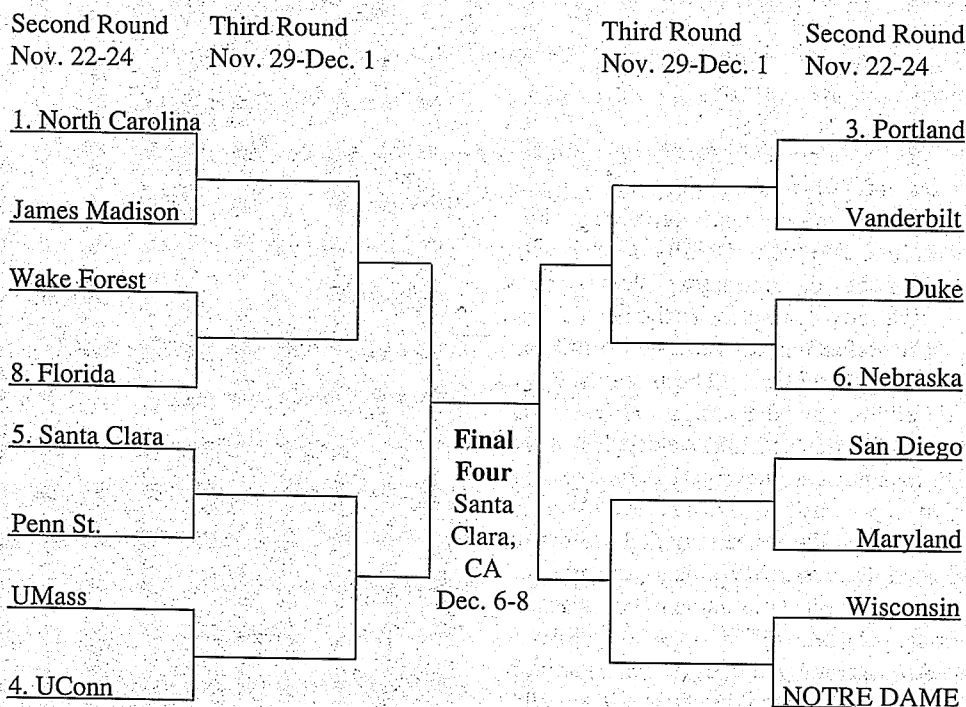 Second Round
Nov. 22-24
Third Round
Nov. 29-Dec. 1
Third Round
Nov. 29-Dec. 1
Second Round
Nov. 22-24
1. North Carolina
James Madison
Wake Forest
8. Florida
5. Santa Clara
Penn St.
UMass
4. UConn
Final
Four
Santa
Clara,
CA
Dec. 6-8
3. Portland
Vanderbilt
Duke
6. Nebraska
San Diego
Maryland
Wisconsin
NOTRE DAME